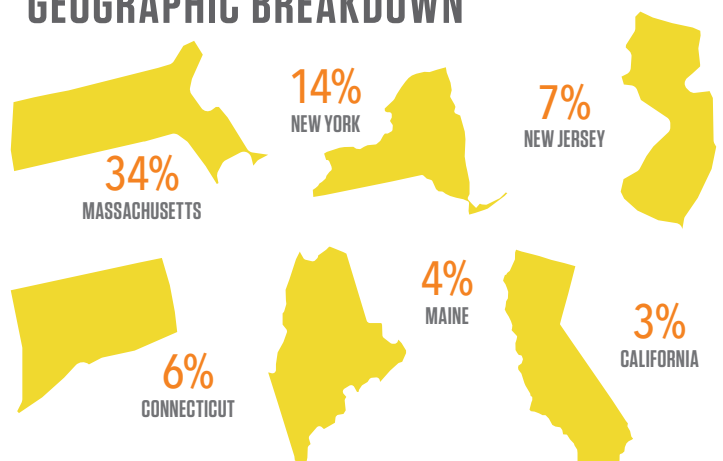 GEOGRAPHIC BREAKDOWN
14%
NEW YORK
7%
NEW JERSEY
34%
MASSACHUSETTS
4%
MAINE
3%
CALIFORNIA
6%
CONNECTICUT